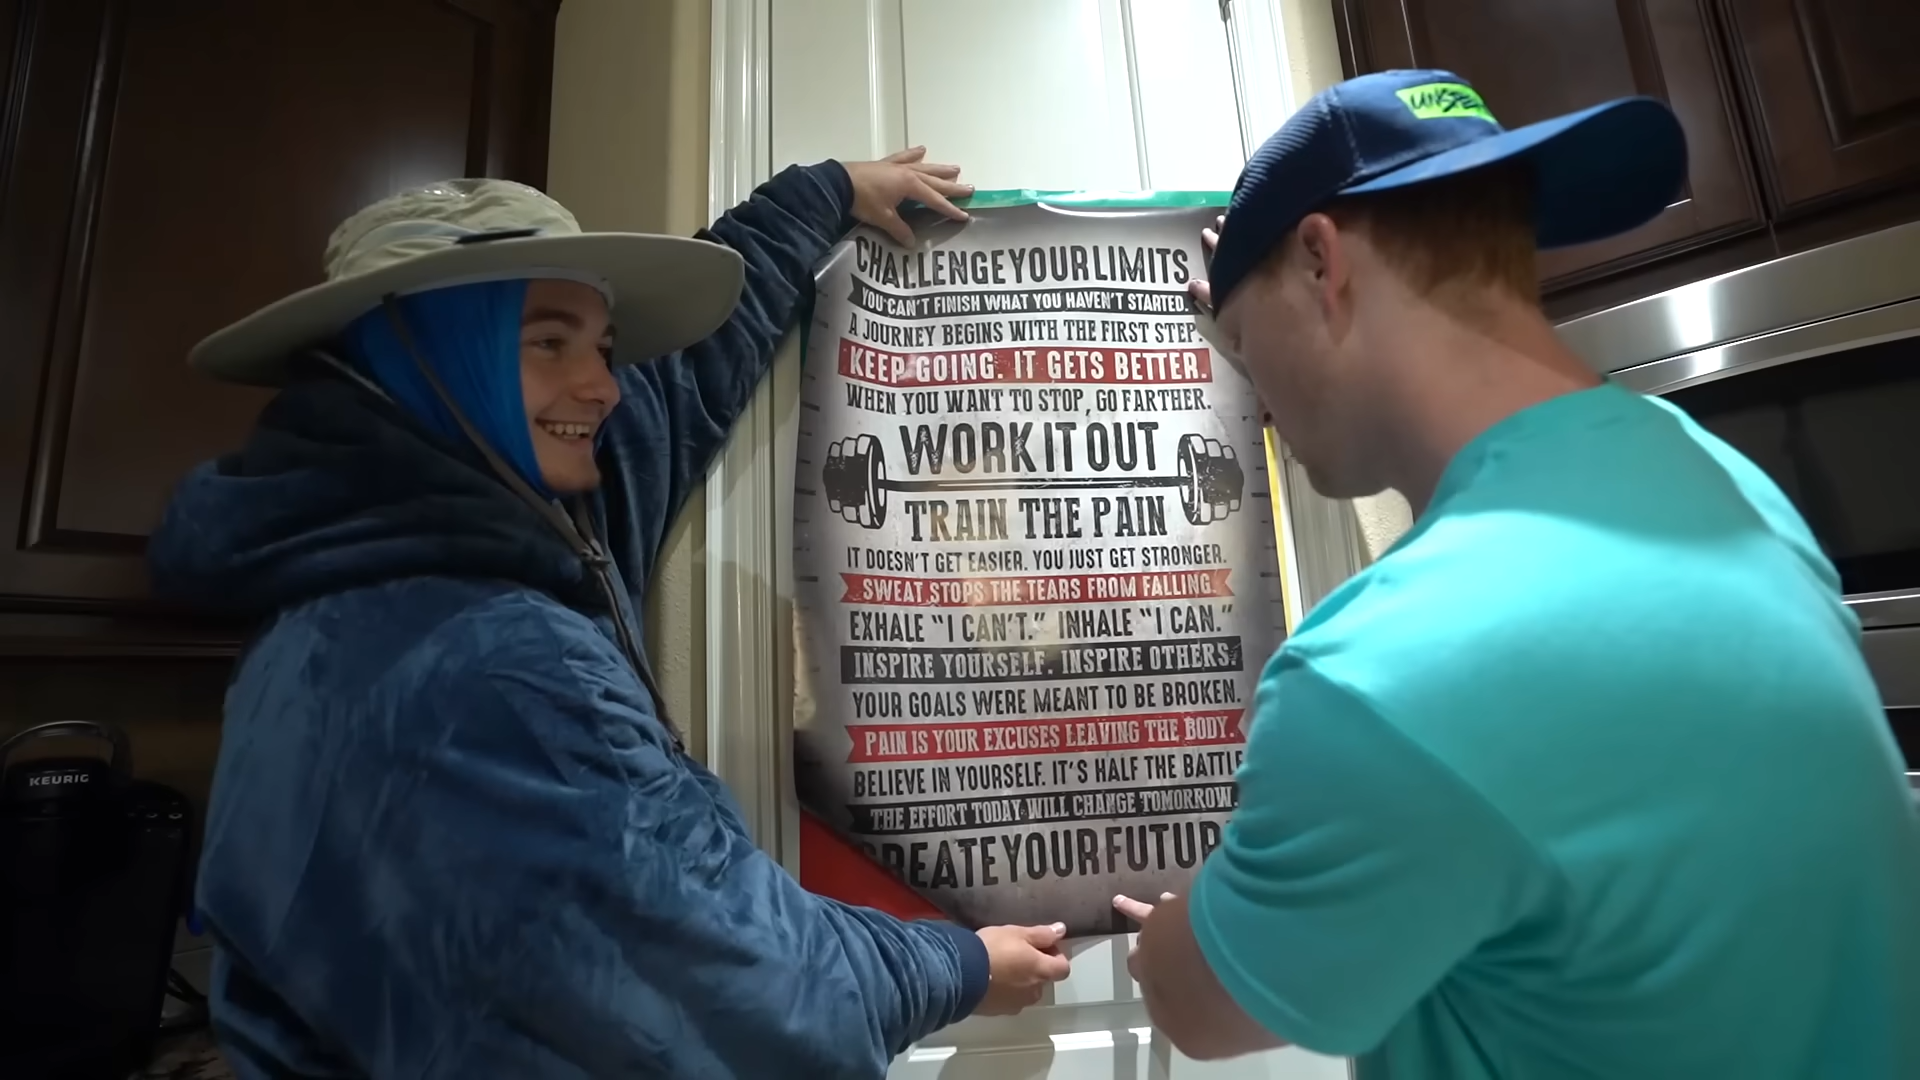 CHALLENGE YOUR LIMITS
YOU CAN'T FINISH WHAT YOU HAVEN'T STARTED.
A JOURNEY BEGINS WITH THE FIRST STEP.
KEEP GOING. IT GETS BETTER.
WHEN YOU WANT TO STOP, GO FARTHER.
WORK IT OUT
TRAIN THE PAIN
IT DOESN'T GET EASIER. YOU JUST GET STRONGER.
SWEAT STOPS THE TEARS FROM FALLING.
EXHALE "I CAN'T." INHALE "I CAN."
INSPIRE YOURSELF. INSPIRE OTHERS.
YOUR GOALS WERE MEANT TO BE BROKEN.
PAIN IS YOUR EXCUSES LEAVING THE BODY.
BELIEVE IN YOURSELF. IT'S HALF THE BATTLE
THE EFFORT TODAY WILL CHANGE TOMORROW.
CREATE YOUR FUTUR
KEURIG